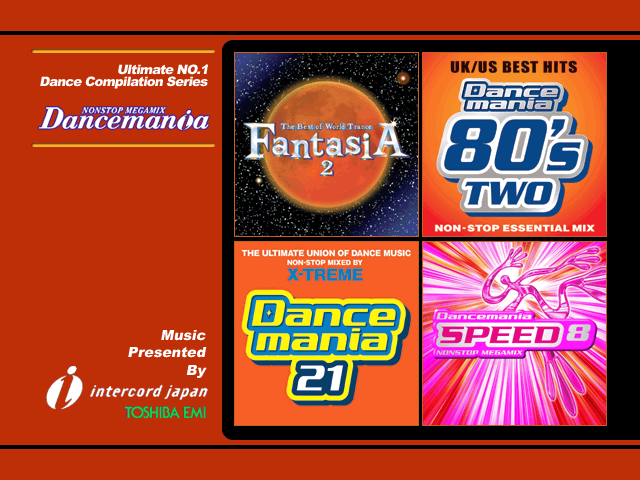 Ultimate NO.1
Dance Compilation Series
NONSTOP MEGAMIX
Dancemania
Music
Presented
By
intercord japan
TOSHIBA EMI
The Best of World Trance
FantasiA
2
UK/US BEST HITS
Dance
mania
80's
TWO
NON-STOP ESSENTIAL MIX
THE ULTIMATE UNION OF DANCE MUSIC
NON-STOP MIXED BY
X-TREME
Dance
mania
21
Dancemania
SPEED 8
NONSTOP MEGAMIX